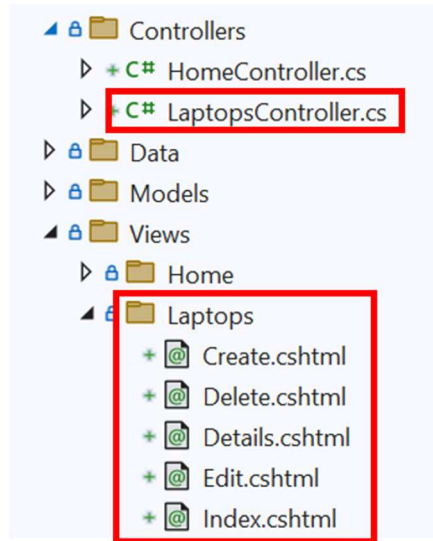 Controllers
C# HomeController.cs
C# LaptopsController.cs
Data
Models
Views
Home
Laptops
@ Create.cshtml
@ Delete.cshtml
@ Details.cshtml
@ Edit.cshtml
@ Index.cshtml